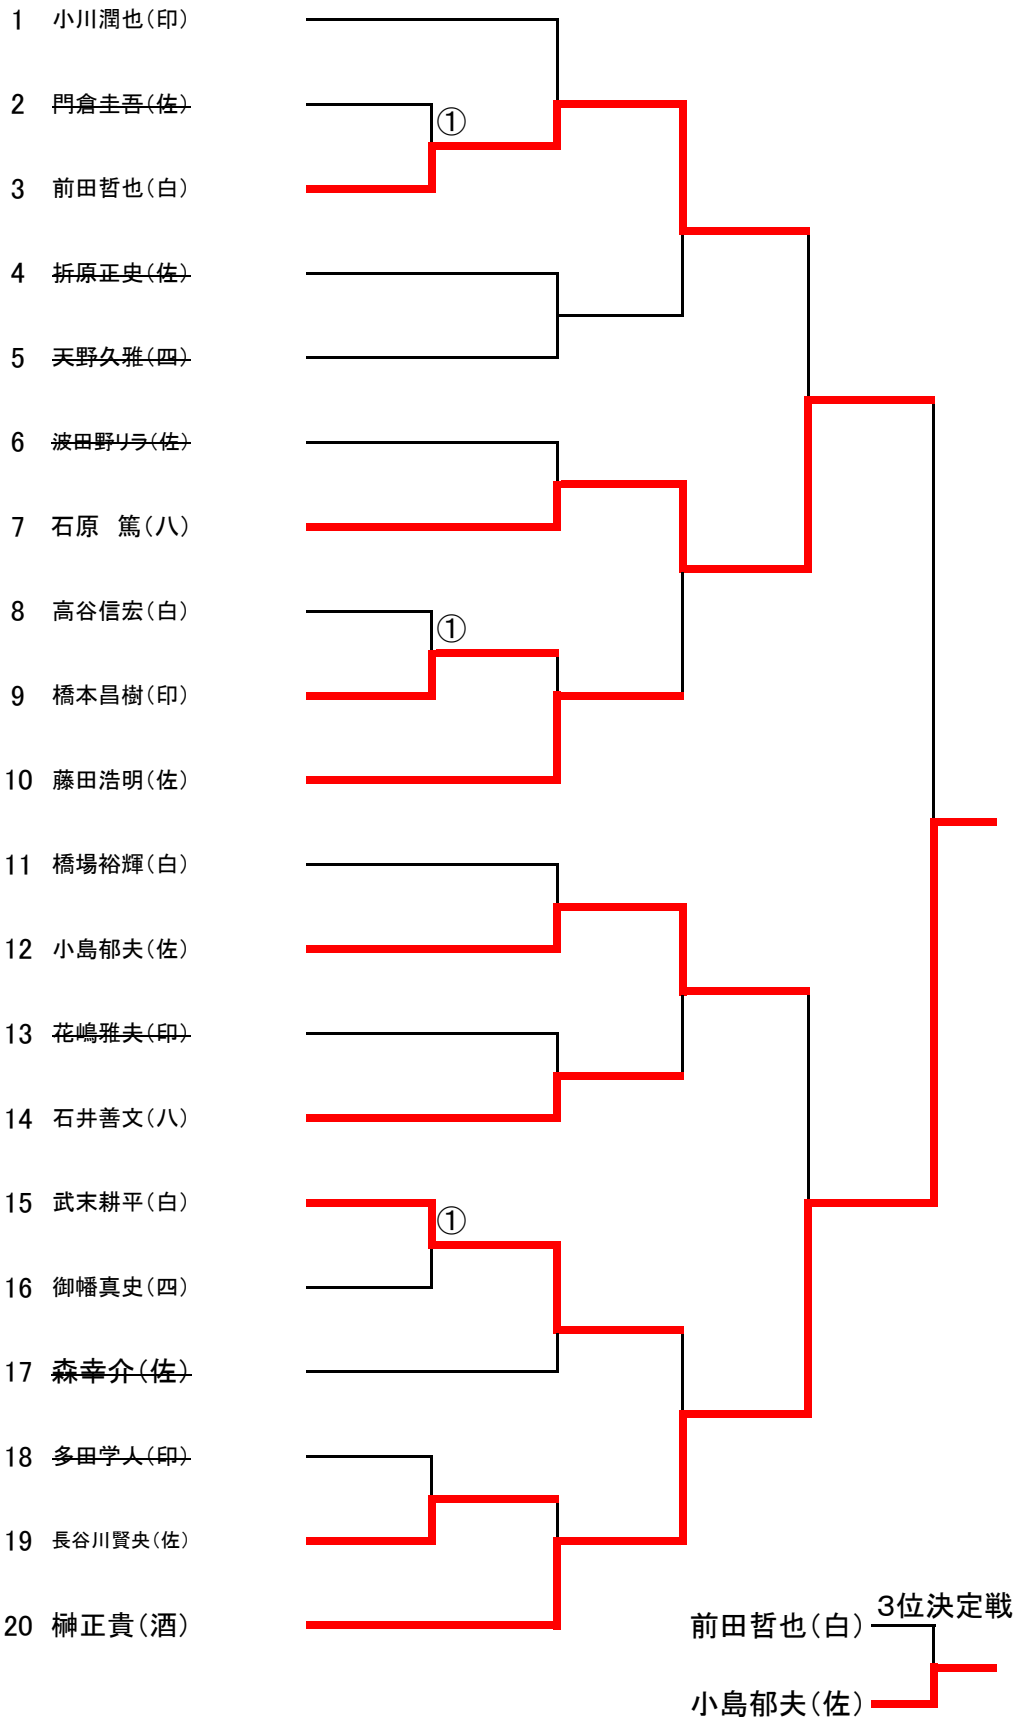 1 小川潤也(印)
2 門倉圭吾(佐)
①
3 前田哲也(白)
4 折原正史(佐)
5 天野久雅(四)
6 波田野リラ(佐)
7 石原 篤(八)
8 高谷信宏(白)
①
9 橋本昌樹(印)
10 藤田浩明(佐)
11 橋場裕輝(白)
12 小島郁夫(佐)
13 花嶋雅夫(印)
14 石井善文(八)
15 武末耕平(白)
①
16 御幡真史(四)
17 森幸介(佐)
18 多田学人(印)
19 長谷川賢央(佐)
20 榊正貴(酒)
3位決定戦
前田哲也(白)
小島郁夫(佐)